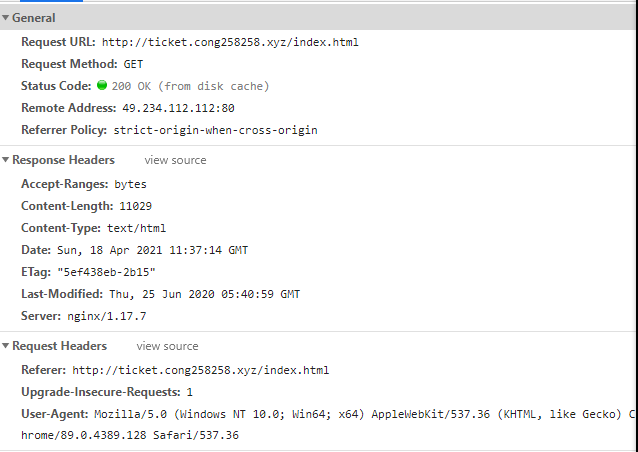 General
Request URL: http://ticket.cong258258.xyz/index.html
Request Method: GET
Status Code: 200 OK (from disk cache)
Remote Address: 49.234.112.112:80
Referrer Policy: strict-origin-when-cross-origin
Response Headers view source
Accept-Ranges: bytes
Content-Length: 11029
Content-Type: text/html
Date: Sun, 18 Apr 2021 11:37:14 GMT
ETag: "5ef438eb-2b15"
Last-Modified: Thu, 25 Jun 2020 05:40:59 GMT
Server: nginx/1.17.7
Request Headers view source
Referer: http://ticket.cong258258.xyz/index.html
Upgrade-Insecure-Requests: 1
User-Agent: Mozilla/5.0 (Windows NT 10.0; Win64; x64) AppleWebKit/537.36 (KHTML, like Gecko) C
hrome/89.0.4389.128 Safari/537.36